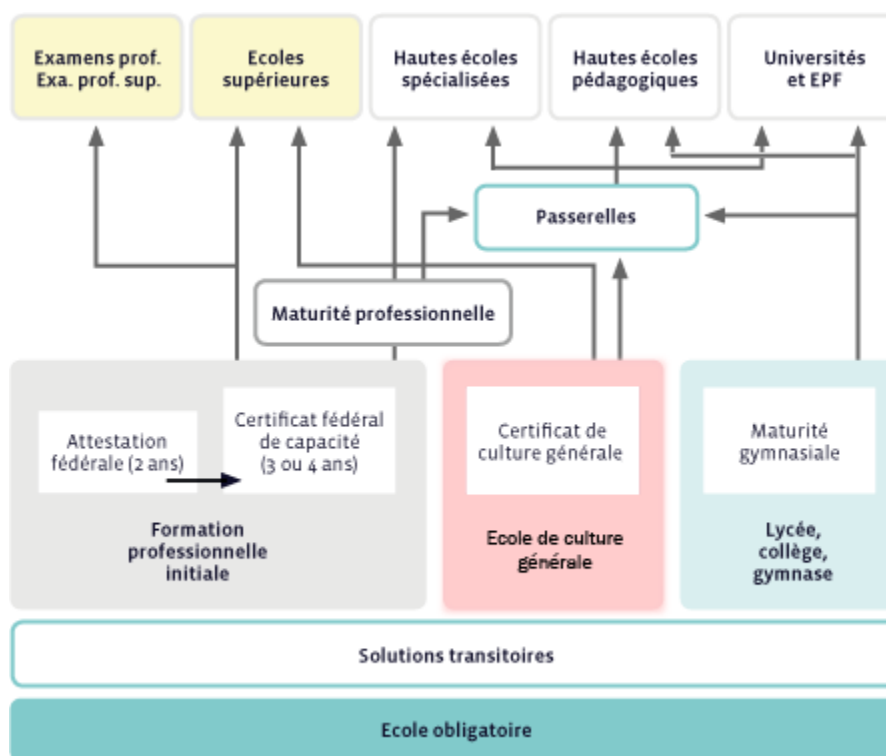 Examens prof.
Exa. prof. sup.
Ecoles
supérieures
Hautes écoles
spécialisées
Hautes écoles
pédagogiques
Universités
et EPF
Passerelles
Maturité professionnelle
Attestation
fédérale (2 ans)
Certificat fédéral
de capacité
(3 ou 4 ans)
Formation
professionnelle
initiale
Certificat de
culture générale
Ecole de culture
générale
Maturité
gymnasiale
Lycée,
collège,
gymnase
Solutions transitoires
Ecole obligatoire